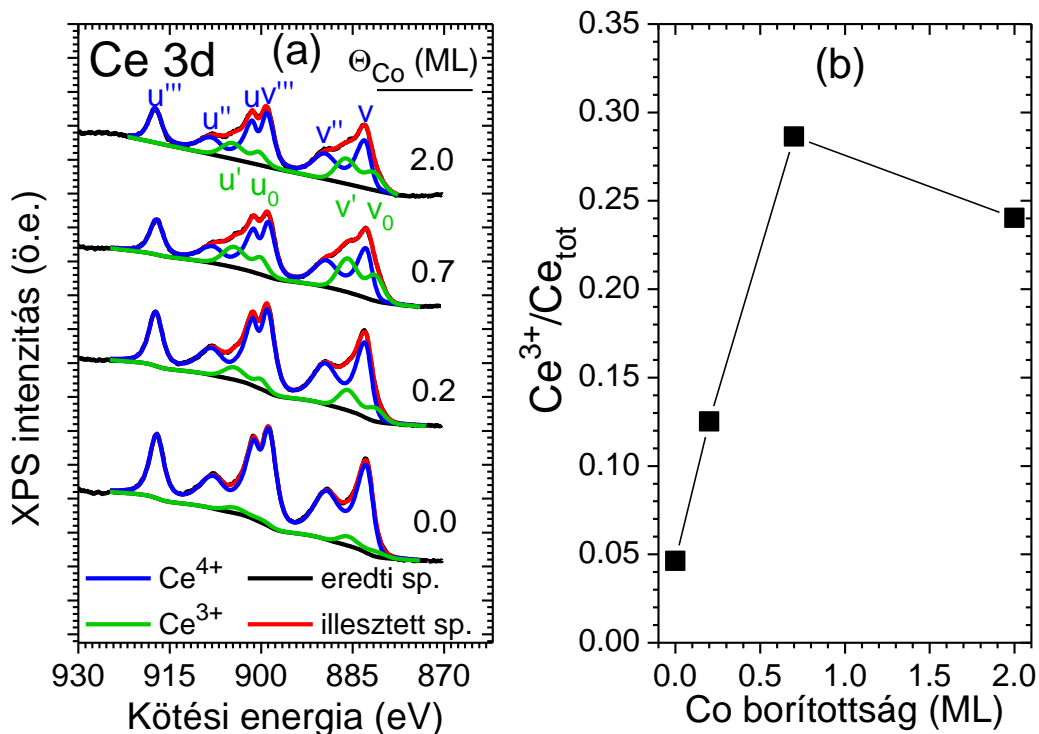 Ce 3d
(a)
Θ_Co (ML)
u''' u'' u v''' v'' v
2.0
u' u₀ v' v₀
0.7
0.2
0.0
Ce⁴⁺ eredti sp.
Ce³⁺ illesztett sp.
930 915 900 885 870
Kötési energia (eV)
XPS intenzitás (ö.e.)
(b)
0.35
0.30
0.25
0.20
0.15
0.10
0.05
0.00
Ce³⁺/Ce_tot
0.0 0.5 1.0 1.5 2.0
Co borítottság (ML)